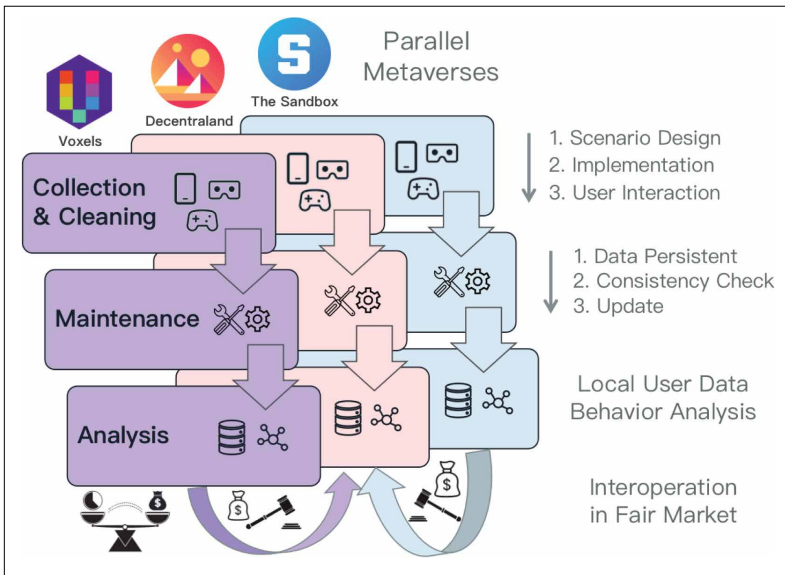 Parallel
Metaverses
Voxels
Decentraland
The Sandbox
S
Collection
& Cleaning
1. Scenario Design
2. Implementation
3. User Interaction
Maintenance
1. Data Persistent
2. Consistency Check
3. Update
Analysis
Local User Data
Behavior Analysis
$
$
$
Interoperation
in Fair Market